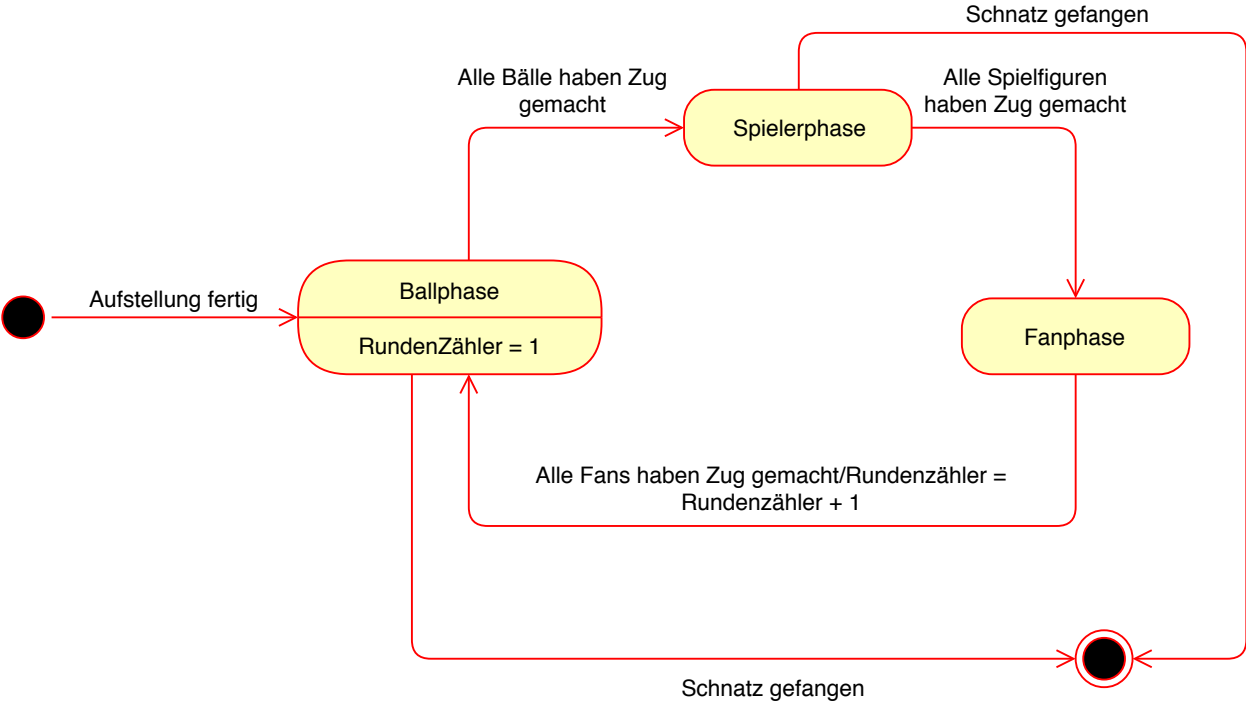 Schnatz gefangen
Alle Bälle haben Zug
gemacht
Alle Spielfiguren
haben Zug gemacht
Spielerphase
Aufstellung fertig
Ballphase
RundenZähler = 1
Fanphase
Alle Fans haben Zug gemacht/Rundenzähler =
Rundenzähler + 1
Schnatz gefangen